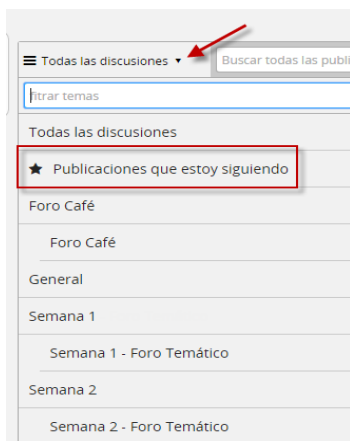 Todas las discusiones
Buscar todas las publi
fitrar temas
Todas las discusiones
Publicaciones que estoy siguiendo
Foro Café
Foro Café
General
Semana 1
Semana 1 - Foro Temático
Semana 2
Semana 2 - Foro Temático